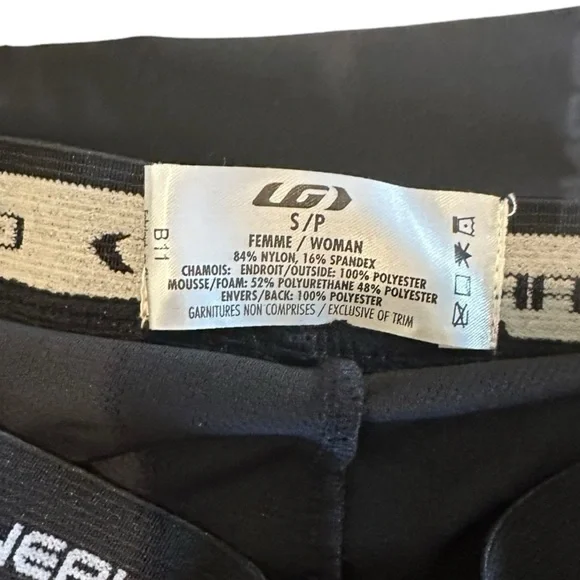 LG
S/P
FEMME / WOMAN
84% NYLON, 16% SPANDEX
CHAMOIS: ENDROIT/OUTSIDE: 100% POLYESTER
MOUSSE/FOAM: 52% POLYURETHANE 48% POLYESTER
ENVERS/BACK: 100% POLYESTER
GARNITURES NON COMPRISES / EXCLUSIVE OF TRIM
B11